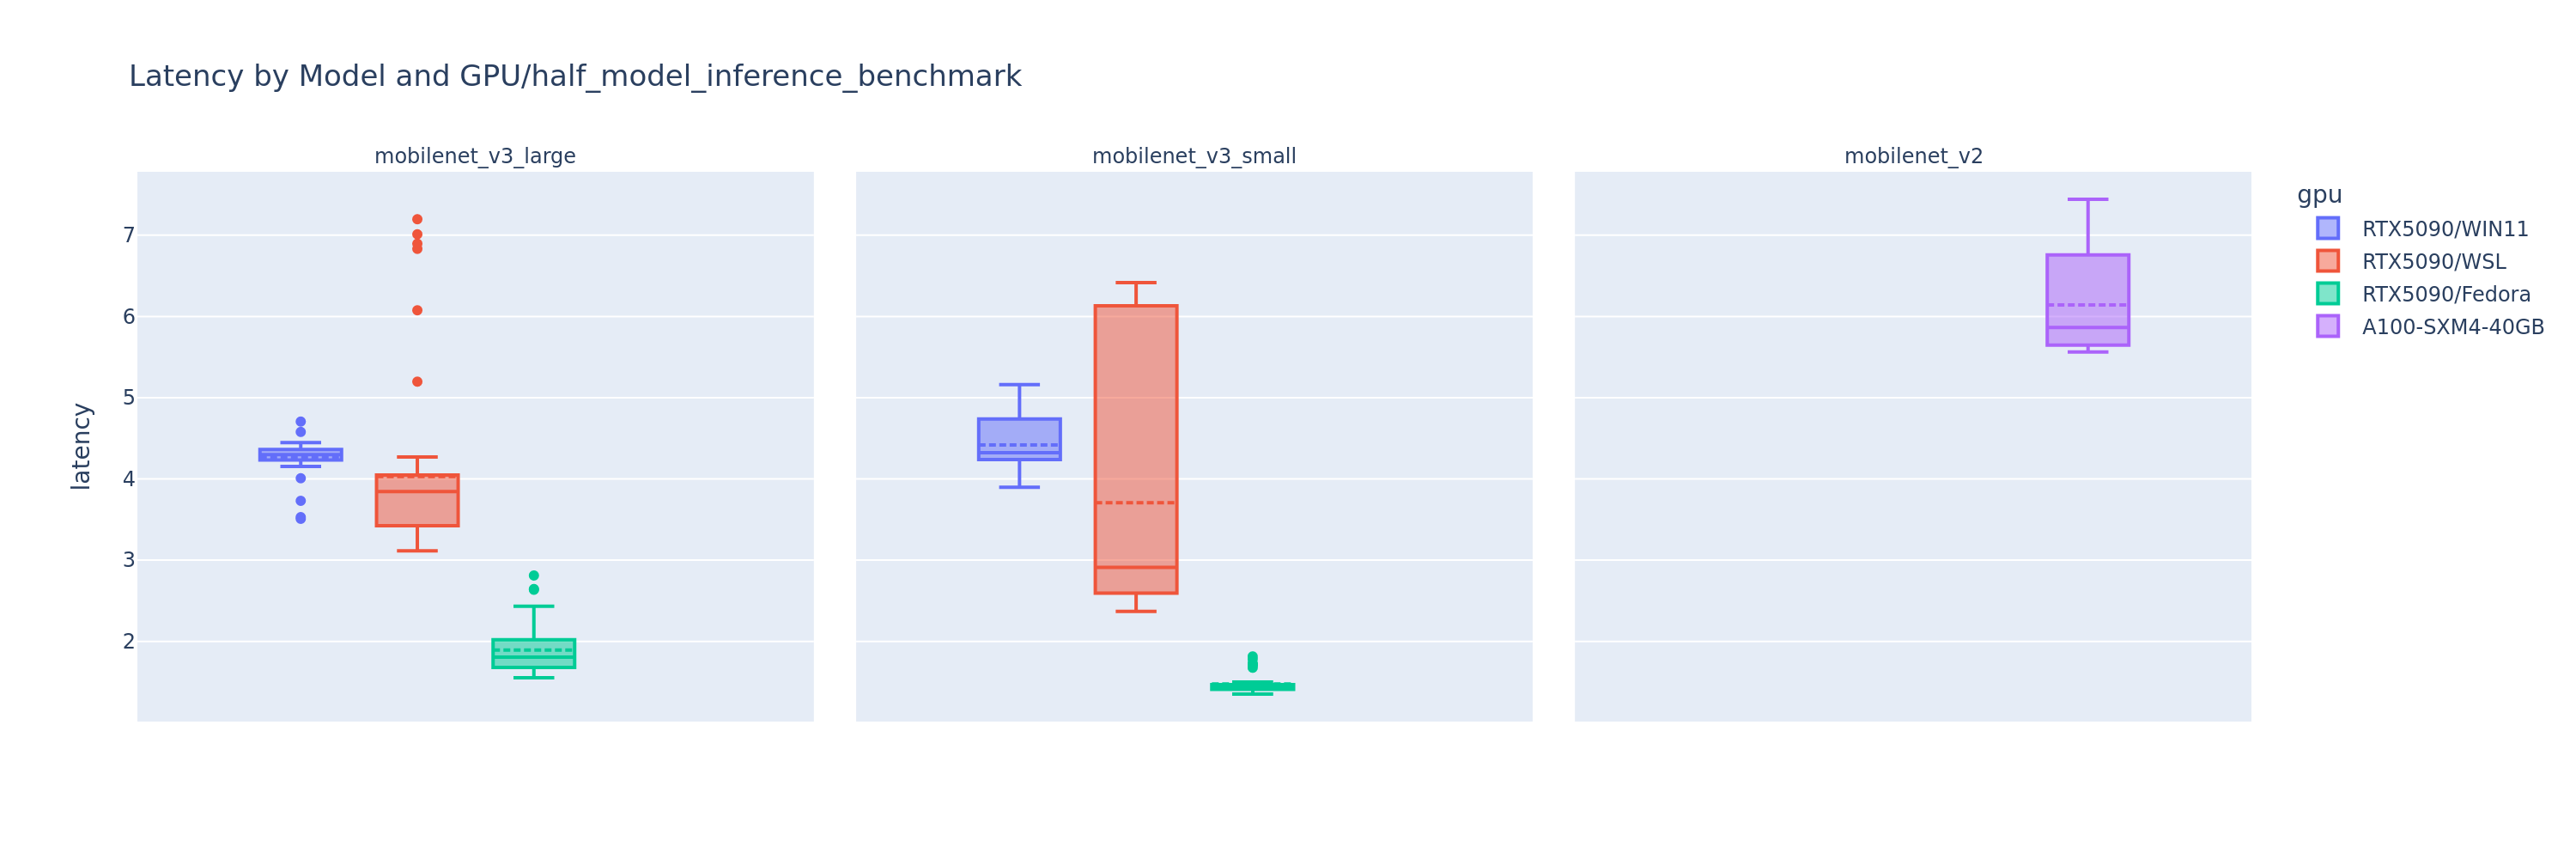 Latency by Model and GPU/half_model_inference_benchmark
mobilenet_v3_large
mobilenet_v3_small
mobilenet_v2
latency
7
6
5
4
3
2
gpu
RTX5090/WIN11
RTX5090/WSL
RTX5090/Fedora
A100-SXM4-40GB